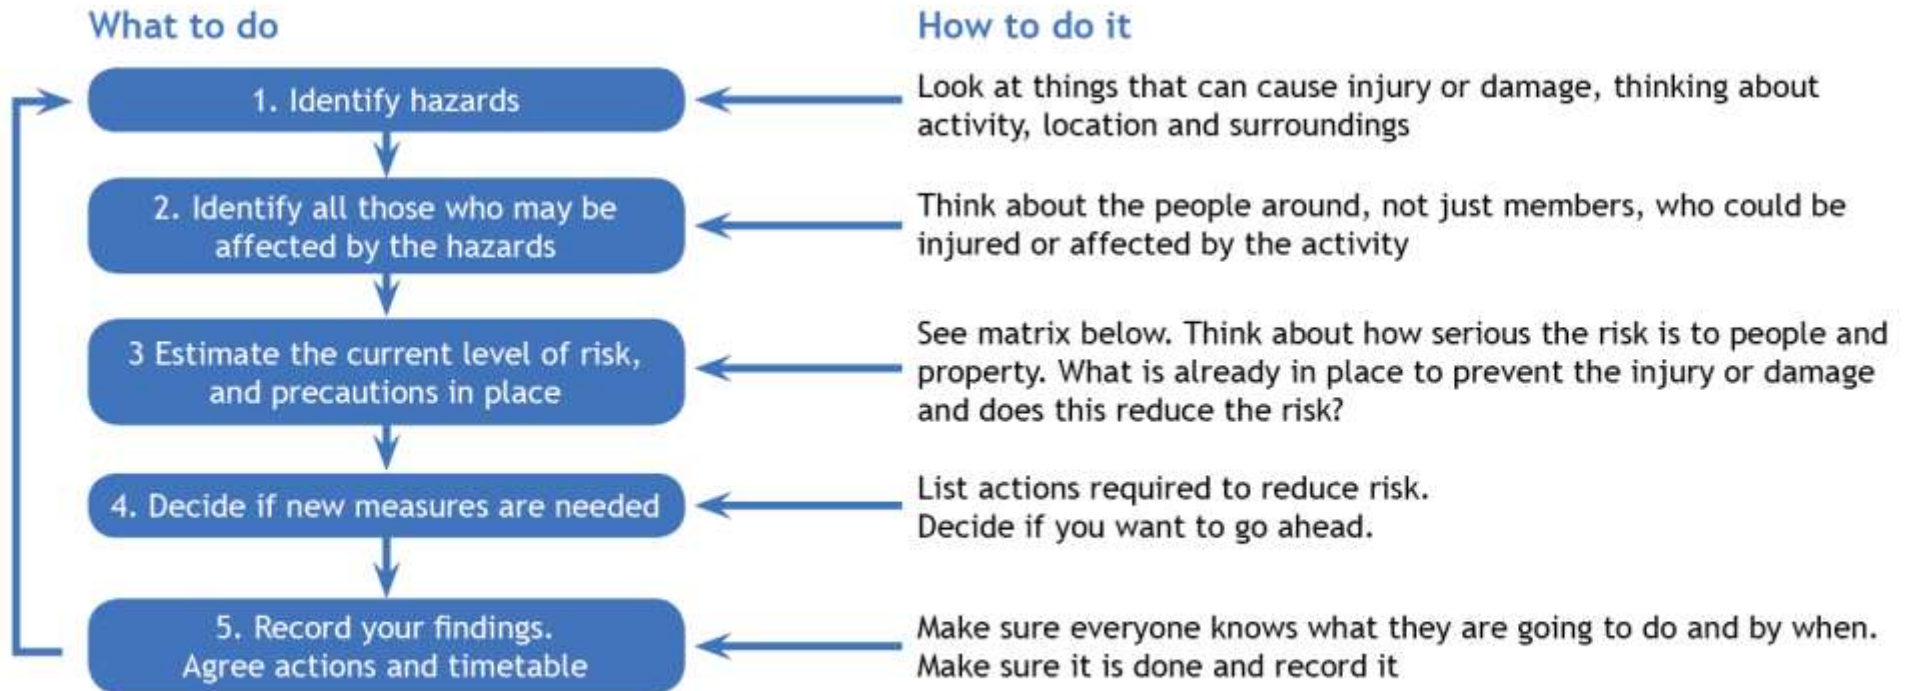 What to do
How to do it
1. Identify hazards
Look at things that can cause injury or damage, thinking about
activity, location and surroundings
2. Identify all those who may be
affected by the hazards
Think about the people around, not just members, who could be
injured or affected by the activity
3 Estimate the current level of risk,
and precautions in place
See matrix below. Think about how serious the risk is to people and
property. What is already in place to prevent the injury or damage
and does this reduce the risk?
4. Decide if new measures are needed
List actions required to reduce risk.
Decide if you want to go ahead.
5. Record your findings.
Agree actions and timetable
Make sure everyone knows what they are going to do and by when.
Make sure it is done and record it